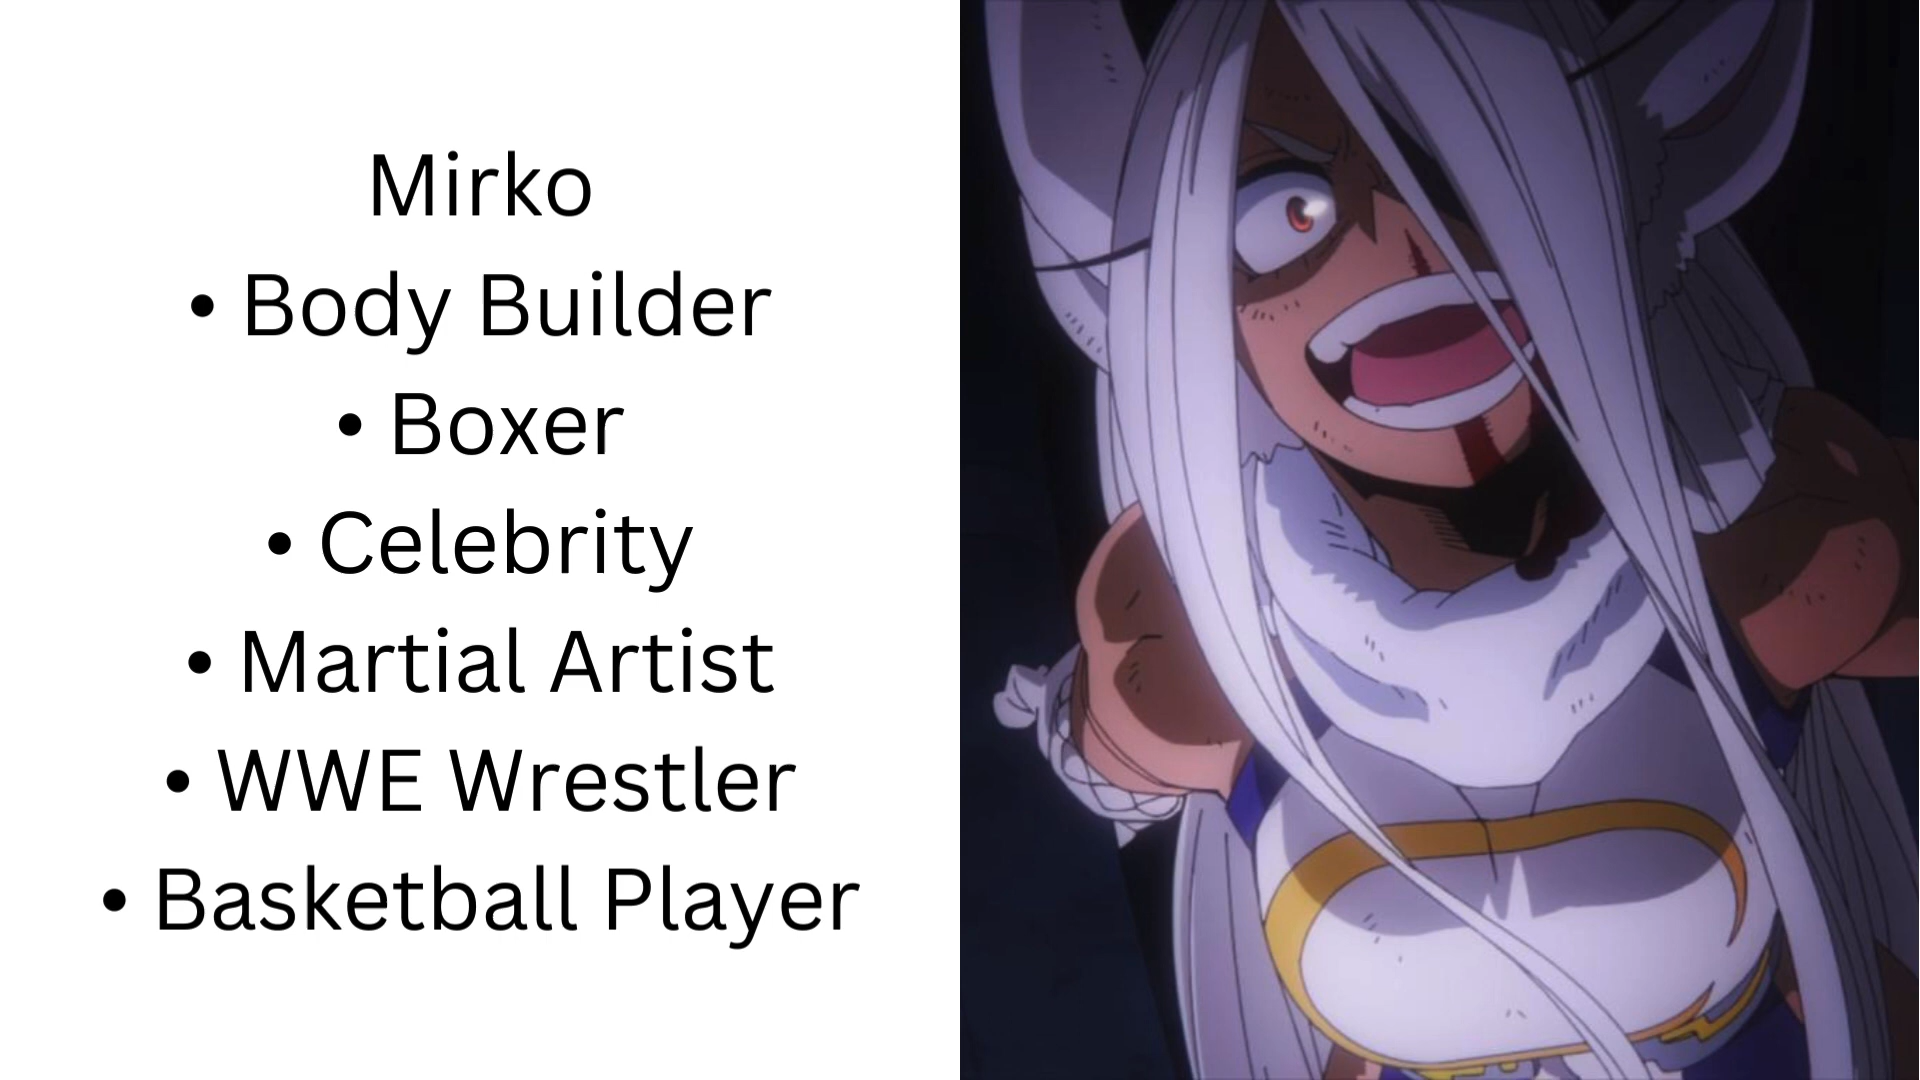 Mirko
• Body Builder
• Boxer
• Celebrity
• Martial Artist
• WWE Wrestler
• Basketball Player